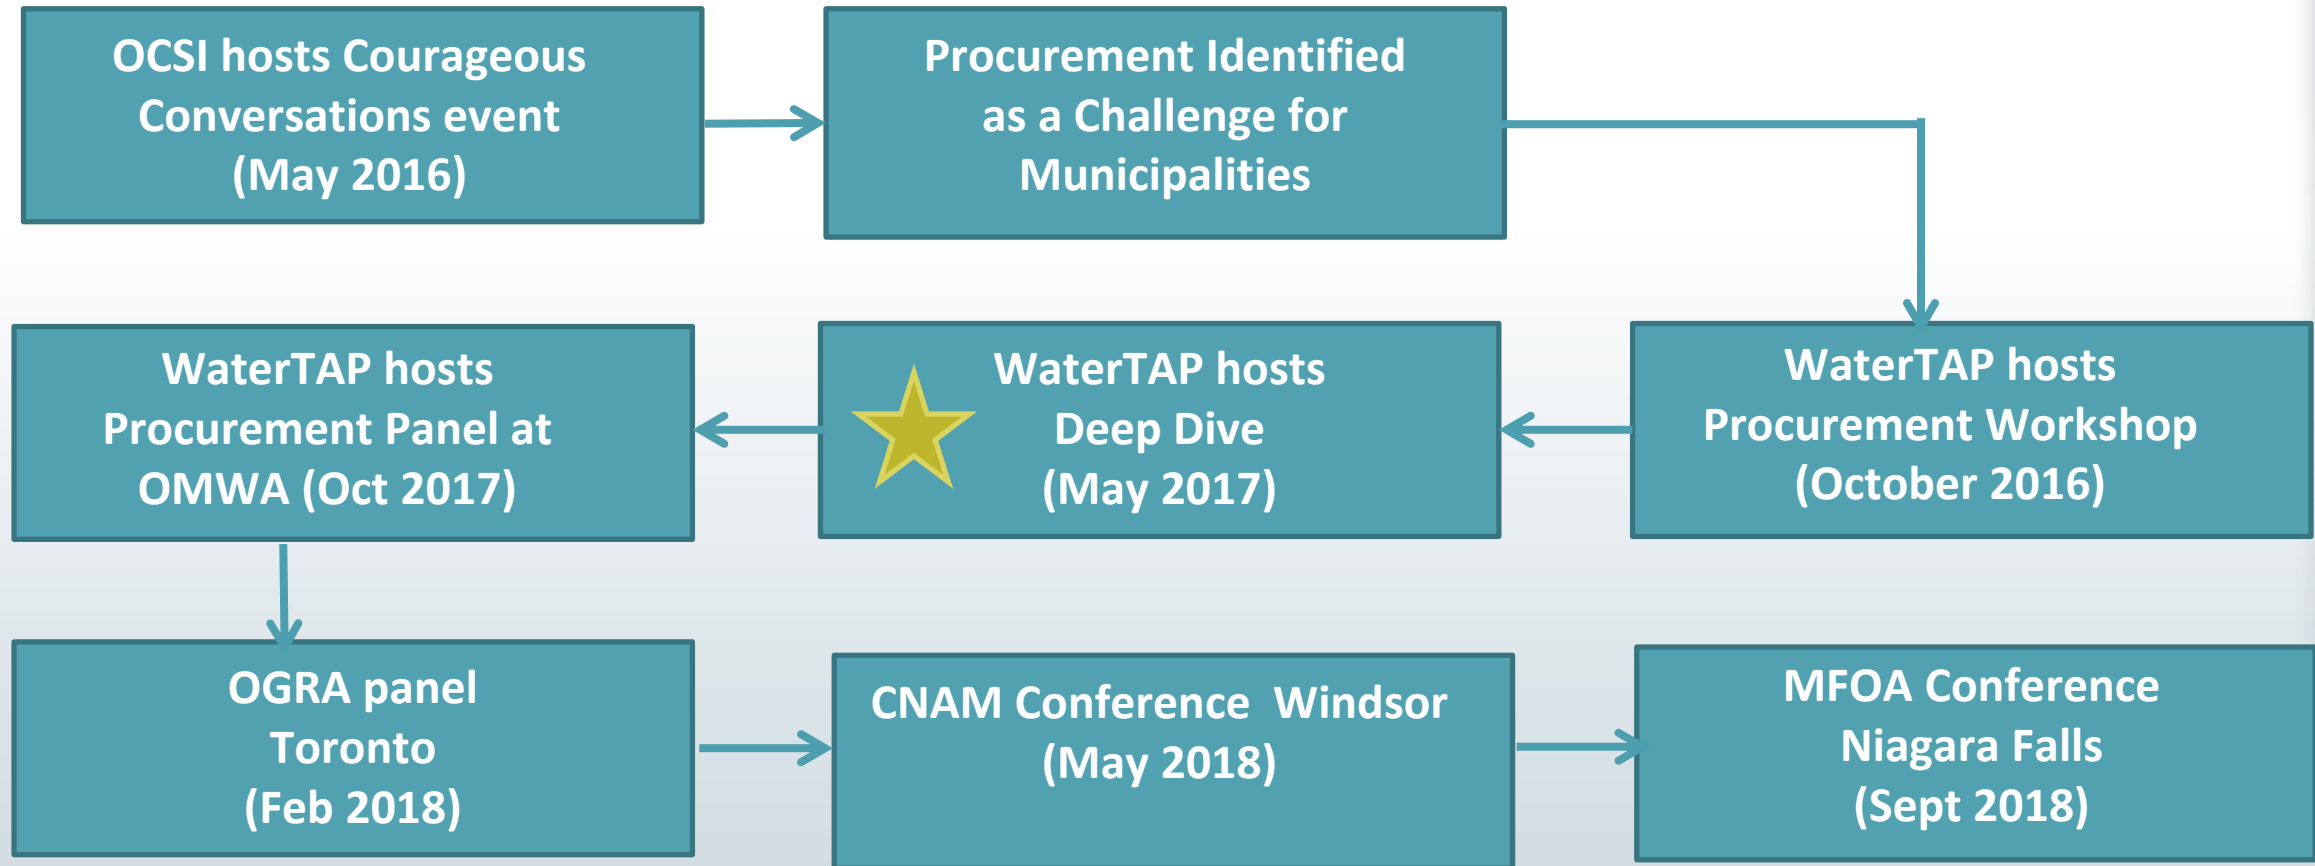 OCSI hosts Courageous
Conversations event
(May 2016)
Procurement Identified
as a Challenge for
Municipalities
WaterTAP hosts
Procurement Workshop
(October 2016)
WaterTAP hosts
Deep Dive
(May 2017)
WaterTAP hosts
Procurement Panel at
OMWA (Oct 2017)
OGRA panel
Toronto
(Feb 2018)
CNAM Conference  Windsor
(May 2018)
MFOA Conference
Niagara Falls
(Sept 2018)